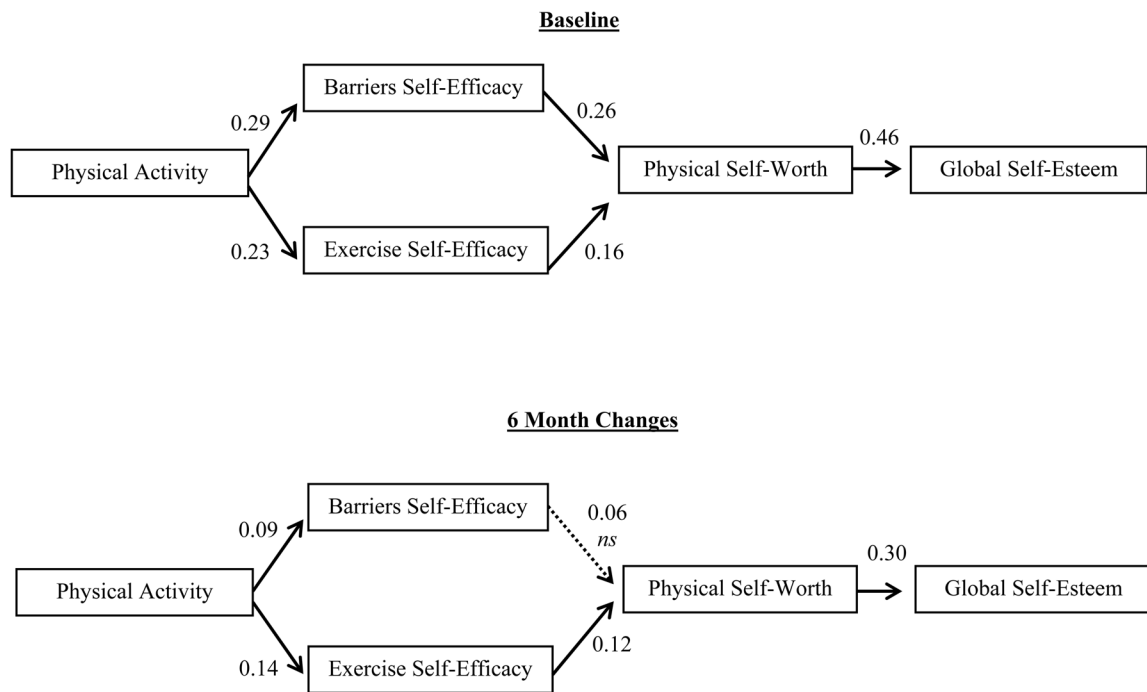 Baseline
Barriers Self-Efficacy
0.29
0.26
0.46
Physical Activity
Physical Self-Worth
Global Self-Esteem
0.23
Exercise Self-Efficacy
0.16
6 Month Changes
Barriers Self-Efficacy
0.09
0.06
ns
0.30
Physical Activity
Physical Self-Worth
Global Self-Esteem
0.14
Exercise Self-Efficacy
0.12